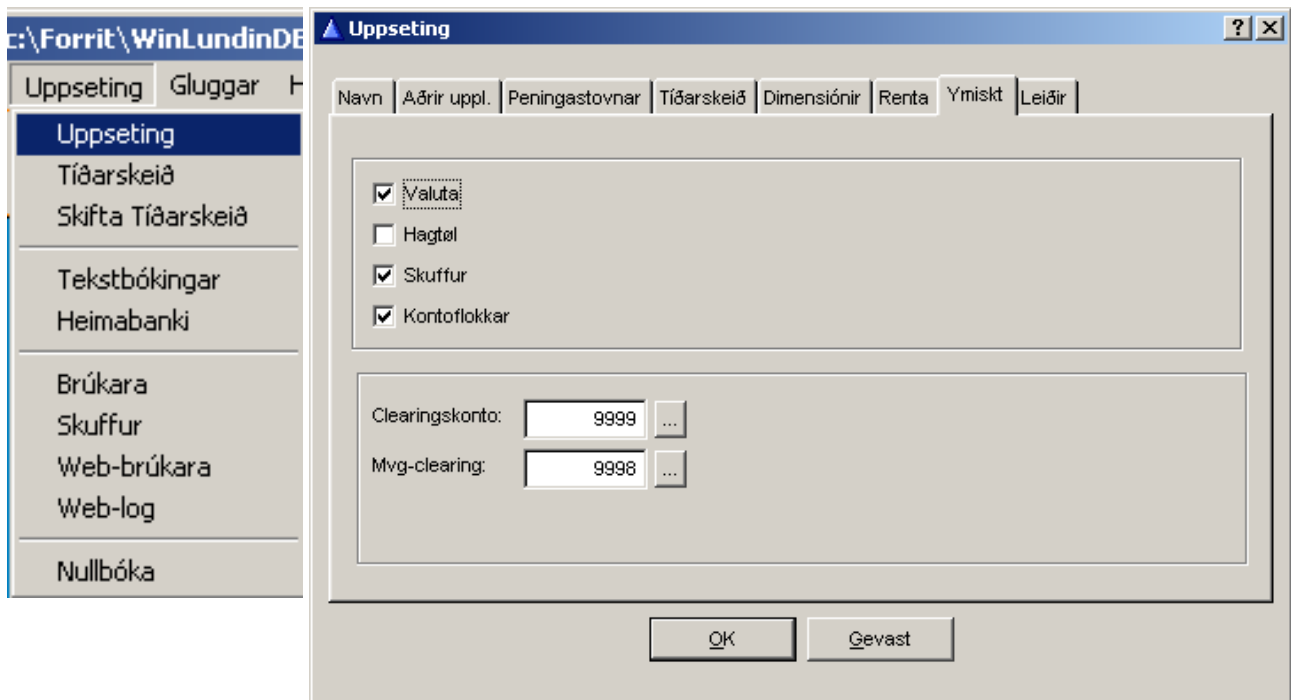 c:\Forrit\WinLundinDE
Uppseting Gluggar H
Uppseting
Tíðarskeið
Skifta Tíðarskeið
Tekstbókingar
Heimabanki
Brúkara
Skuffur
Web-brúkara
Web-log
Nullbóka
Uppseting
Navn Aðrir uppl. Peningastovnar Tíðarskeið Dimensiónir Renta Ymiskt Leiðir
Valuta
Hagtøl
Skuffur
Kontoflokkar
Clearingskonto: 9999 ...
Mvg-clearing: 9998 ...
OK Gevast